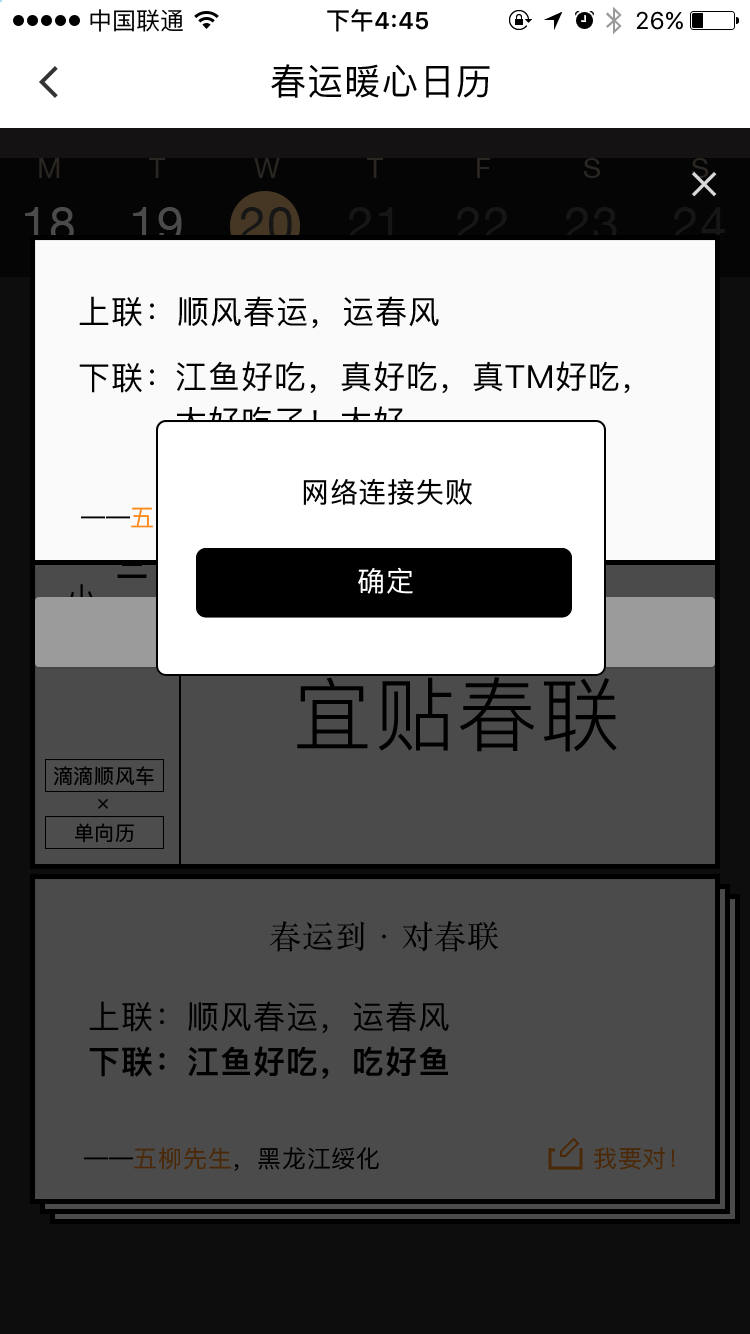 中国联通 下午4:45 26%
春运暖心日历
M T W T F S S
18 19 20 21 22 23 24
上联：顺风春运，运春风
下联：江鱼好吃，真好吃，真TM好吃，
——五
网络连接失败
确定
宜贴春联
滴滴顺风车
×
单向历
春运到·对春联
上联：顺风春运，运春风
下联：江鱼好吃，吃好鱼
——五柳先生，黑龙江绥化
我要对！